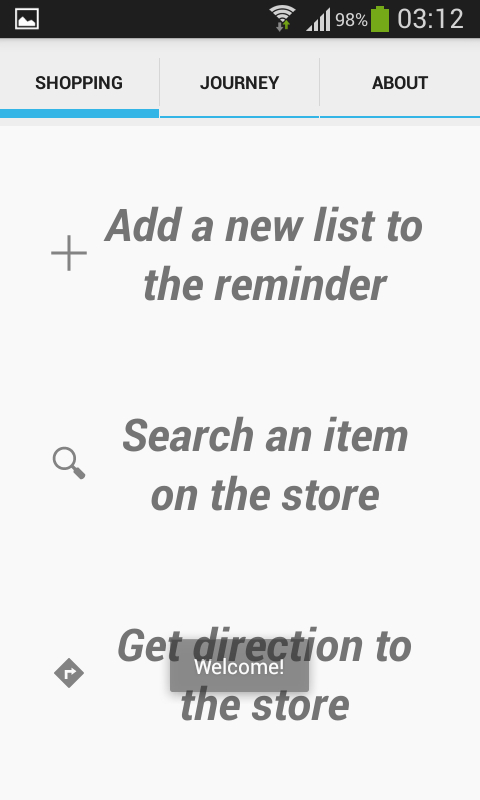 98% 03:12
SHOPPING JOURNEY ABOUT
Add a new list to
the reminder
Search an item
on the store
Get direction to
Welcome!
the store